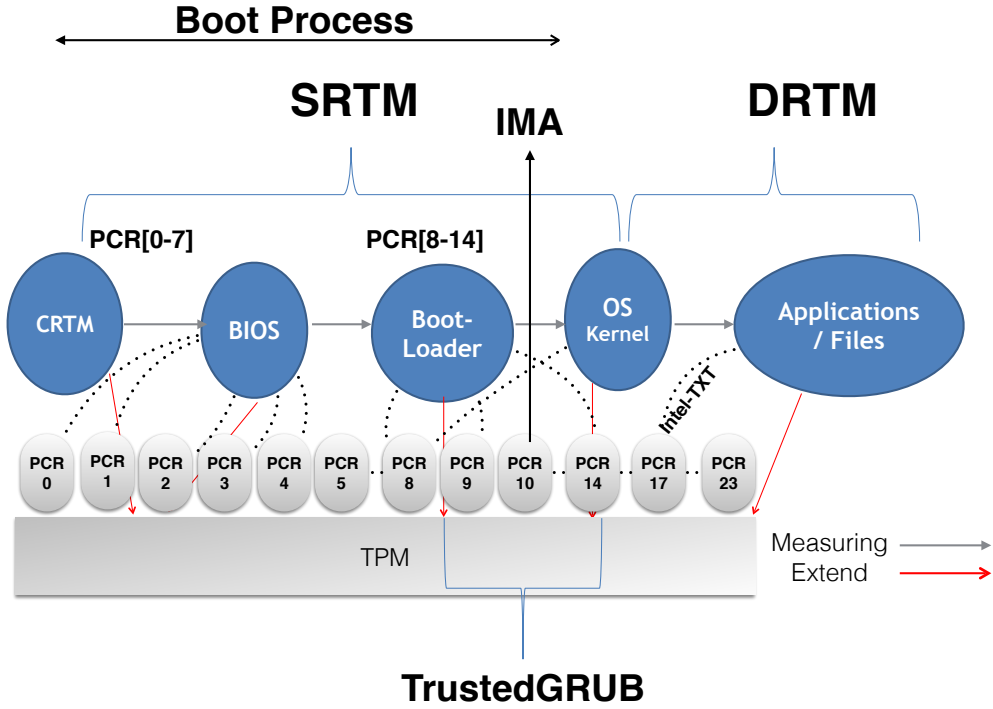 Boot Process
SRTM
DRTM
IMA
PCR[0-7]
PCR[8-14]
CRTM
BIOS
Boot-
Loader
OS
Kernel
Applications
/ Files
Intel-TXT
PCR
0
PCR
1
PCR
2
PCR
3
PCR
4
PCR
5
PCR
8
PCR
9
PCR
10
PCR
14
PCR
17
PCR
23
TPM
Measuring
Extend
TrustedGRUB